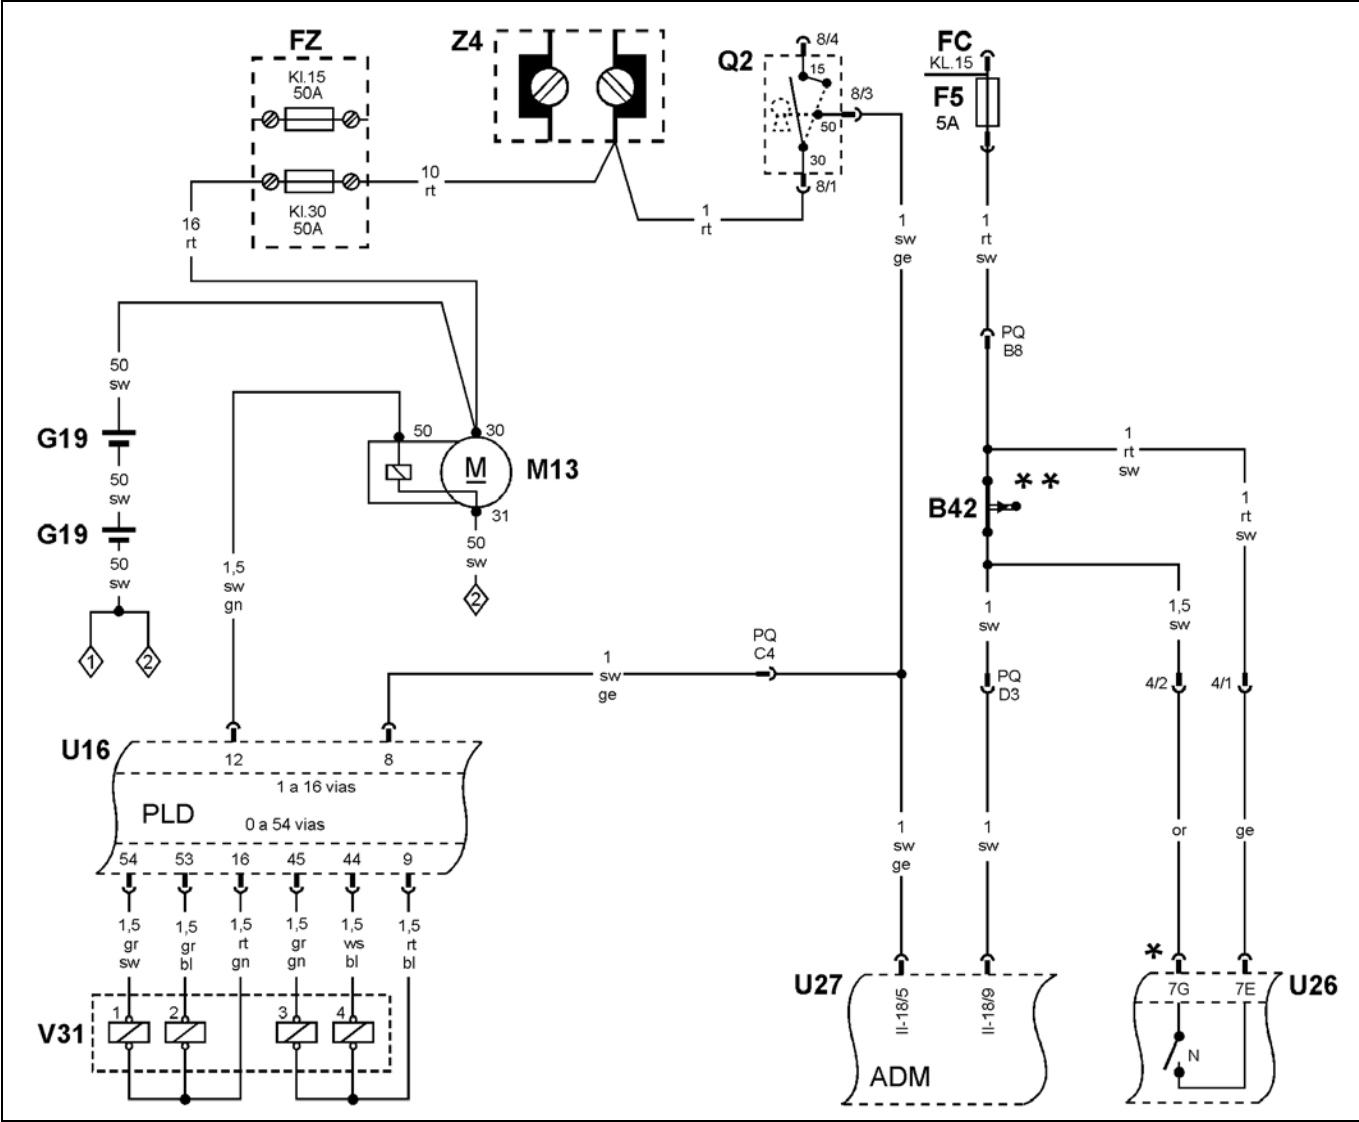 FZ
Kl.15
50A
Kl.30
50A
Z4
Q2
8/4
15
8/3
50
30
8/1
FC
KL.15
F5
5A
10
rt
16
rt
1
rt
1
sw
ge
1
rt
sw
PQ
B8
50
sw
G19
50
sw
G19
50
sw
1
2
50
30
M
M13
31
50
sw
2
1,5
sw
gn
1
rt
sw
**
B42
1
rt
sw
1
sw
1,5
sw
PQ
C4
1
sw
ge
PQ
D3
4/2
4/1
U16
12
8
1 a 16 vias
PLD
0 a 54 vias
54
53
16
45
44
9
1
sw
ge
1
sw
or
ge
1,5
gr
sw
1,5
gr
bl
1,5
rt
gn
1,5
gr
gn
1,5
ws
bl
1,5
rt
bl
V31
1
2
3
4
U27
II-18/5
II-18/9
ADM
*
7G
7E
U26
N